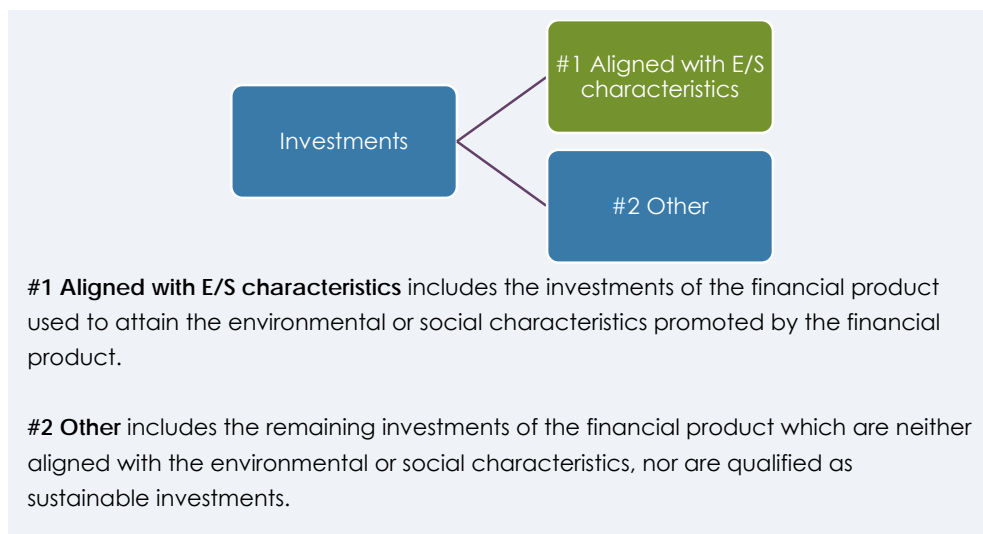 #1 Aligned with E/S
characteristics
Investments
#2 Other
#1 Aligned with E/S characteristics includes the investments of the financial product
used to attain the environmental or social characteristics promoted by the financial
product.
#2 Other includes the remaining investments of the financial product which are neither
aligned with the environmental or social characteristics, nor are qualified as
sustainable investments.